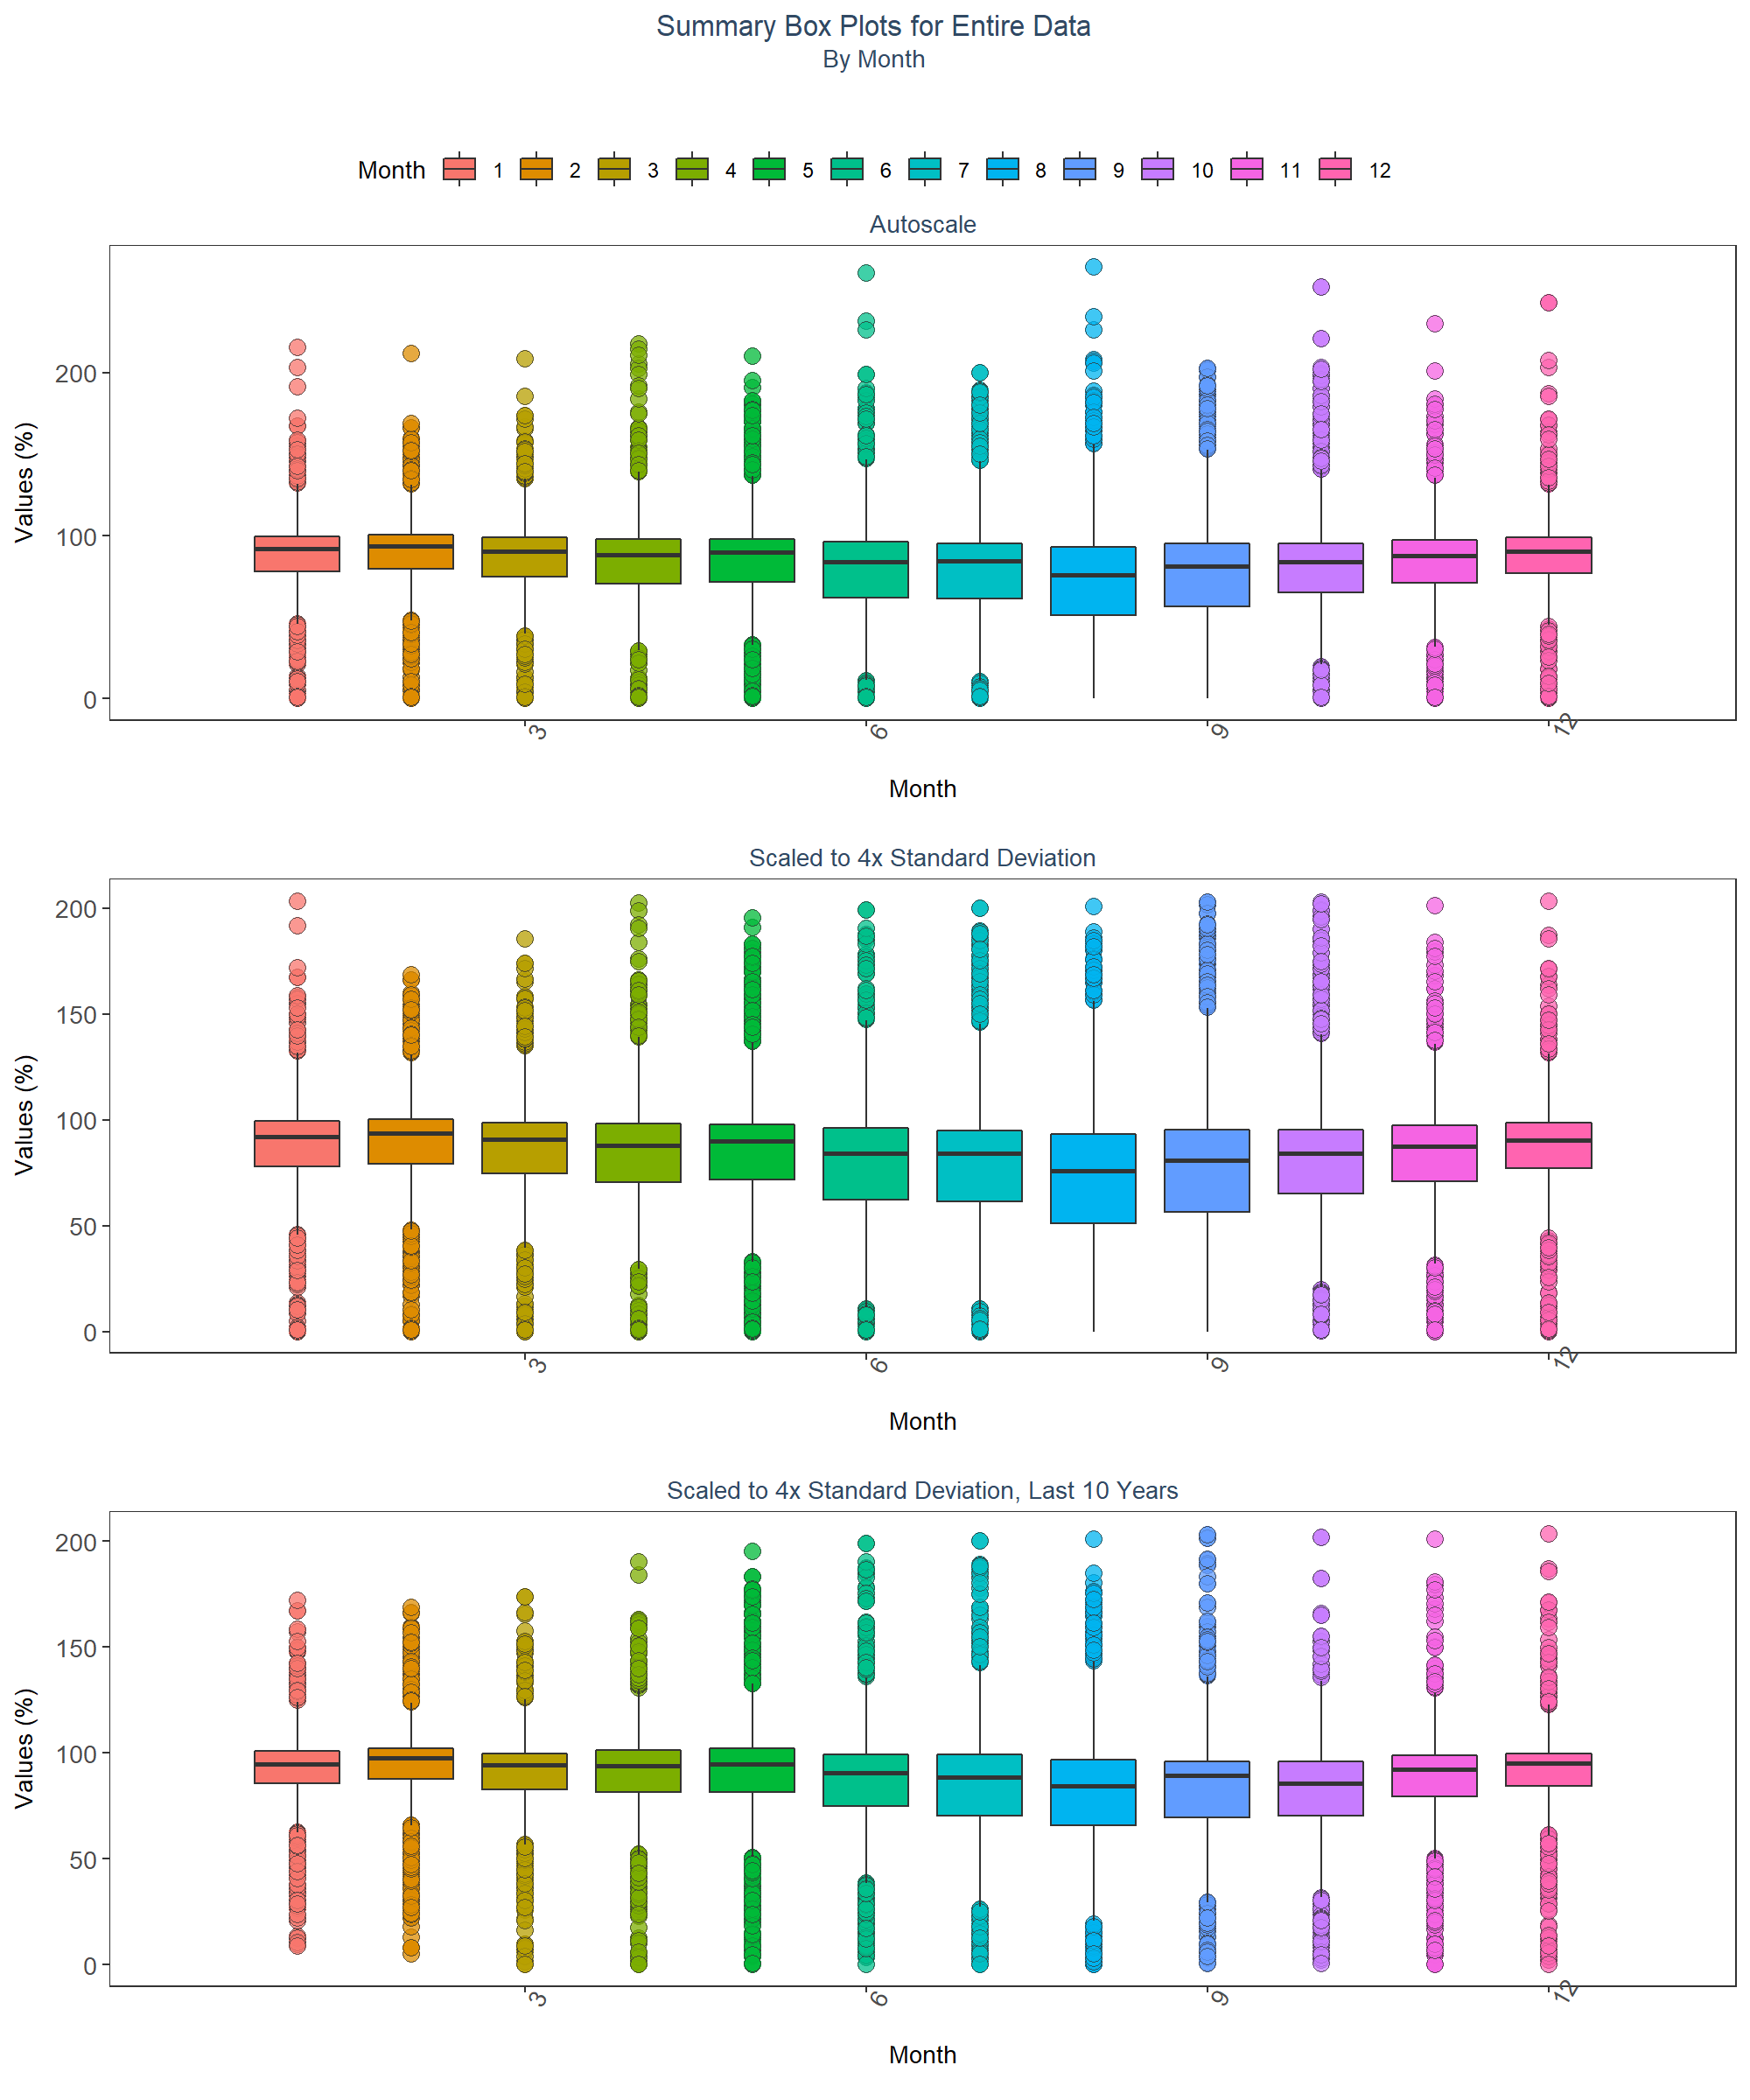 Summary Box Plots for Entire Data
By Month
Month 1 2 3 4 5 6 7 8 9 10 11 12
Autoscale
Values (%)
200
100
0
3 6 9 12
Month
Scaled to 4x Standard Deviation
Values (%)
200
150
100
50
0
3 6 9 12
Month
Scaled to 4x Standard Deviation, Last 10 Years
Values (%)
200
150
100
50
0
3 6 9 12
Month